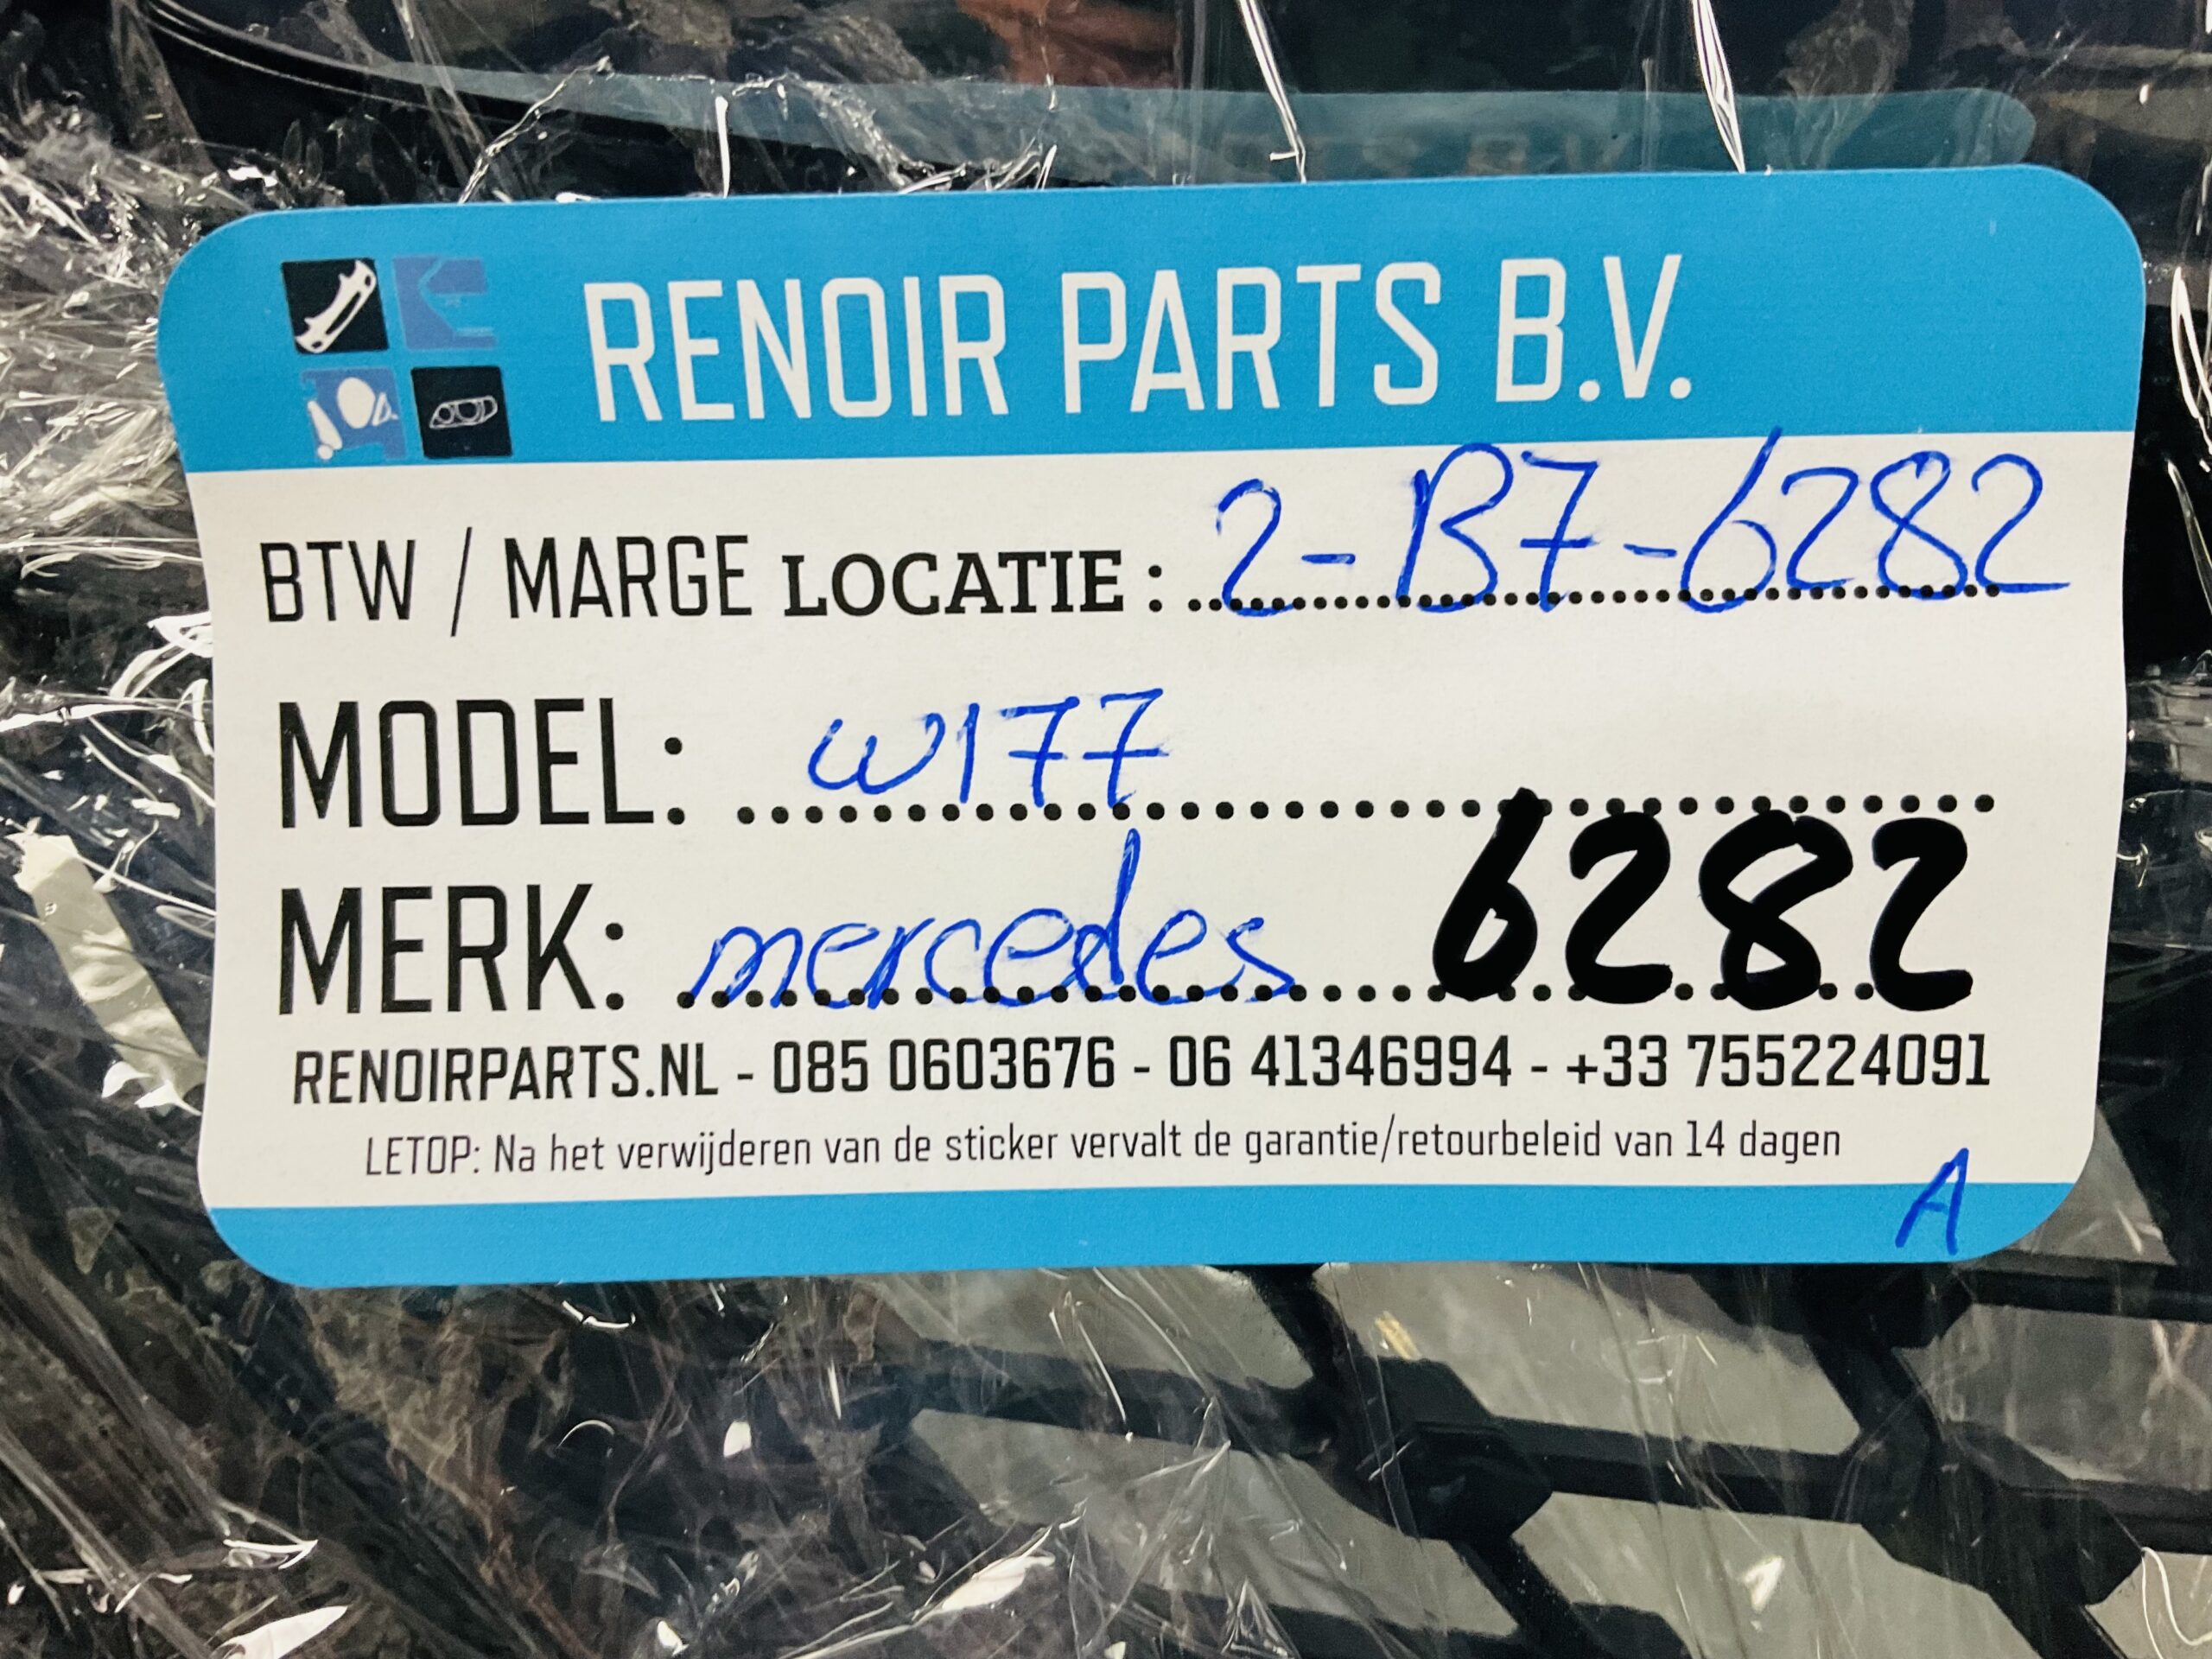 RENOIR PARTS B.V.
BTW / MARGE LOCATIE : 2-B7-6282
MODEL: W177
MERK: mercedes 6282
RENOIRPARTS.NL - 085 0603676 - 06 41346994 - +33 755224091
LETOP: Na het verwijderen van de sticker vervalt de garantie/retourbeleid van 14 dagen
A